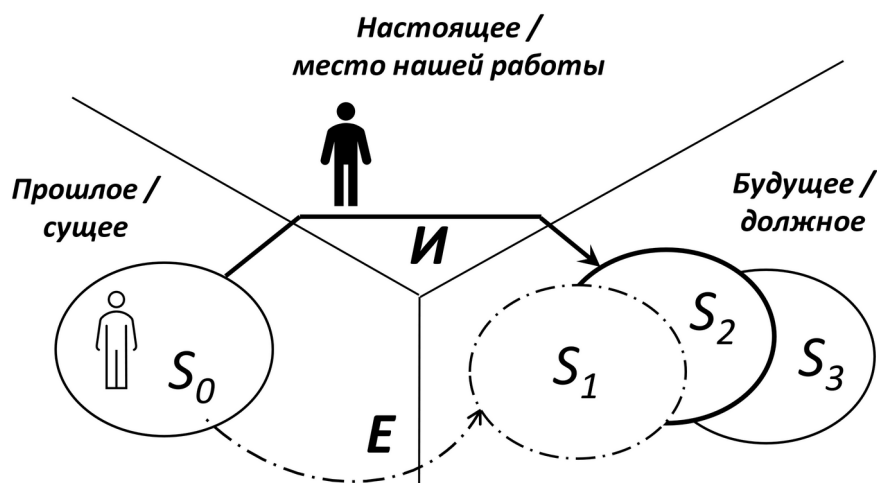 Настоящее /
место нашей работы
Прошлое /
сущее
Будущее /
должное
И
S₀
S₁
S₂
S₃
Е